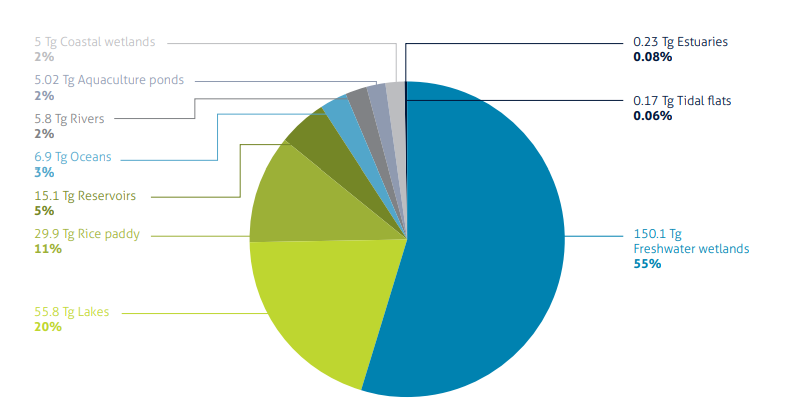 5 Tg Coastal wetlands
2%
5.02 Tg Aquaculture ponds
2%
5.8 Tg Rivers
2%
6.9 Tg Oceans
3%
15.1 Tg Reservoirs
5%
29.9 Tg Rice paddy
11%
55.8 Tg Lakes
20%
0.23 Tg Estuaries
0.08%
0.17 Tg Tidal flats
0.06%
150.1 Tg
Freshwater wetlands
55%